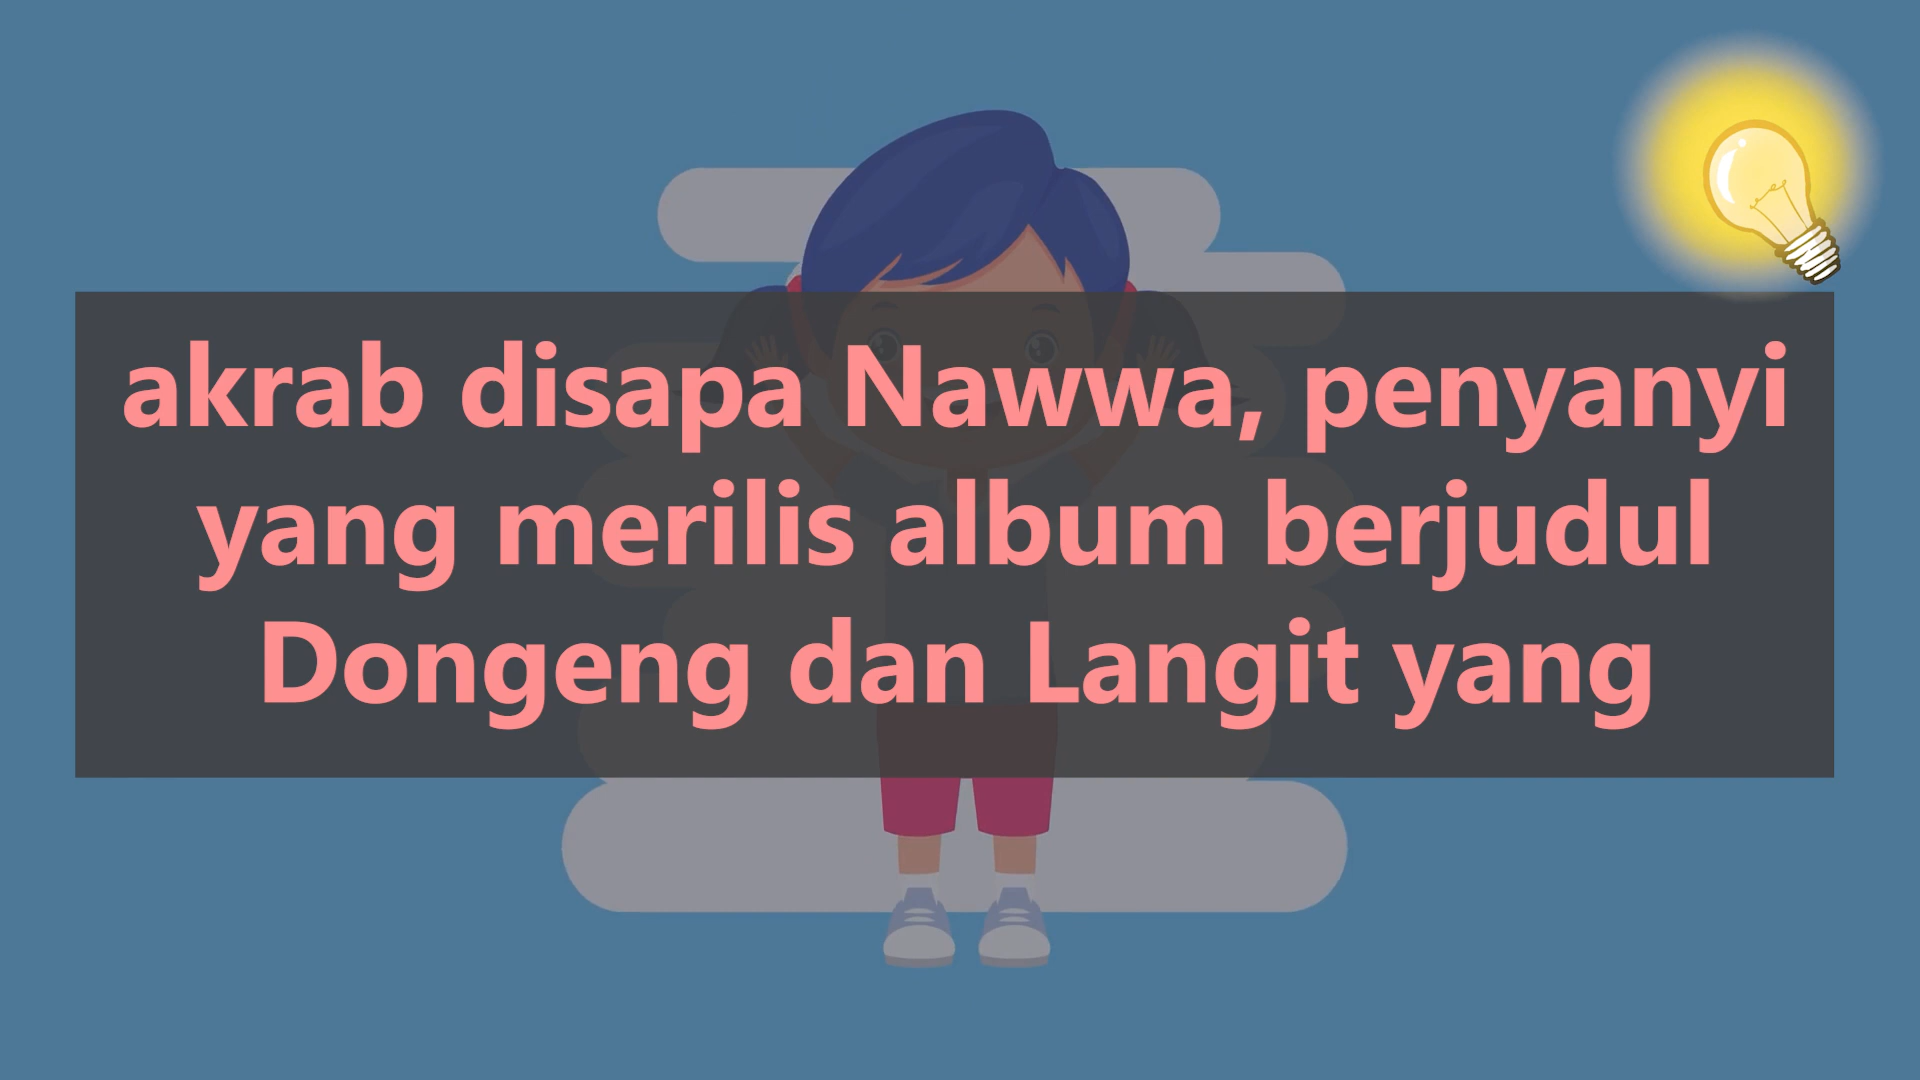 akrab disapa Nawwa, penyanyi
yang merilis album berjudul
Dongeng dan Langit yang